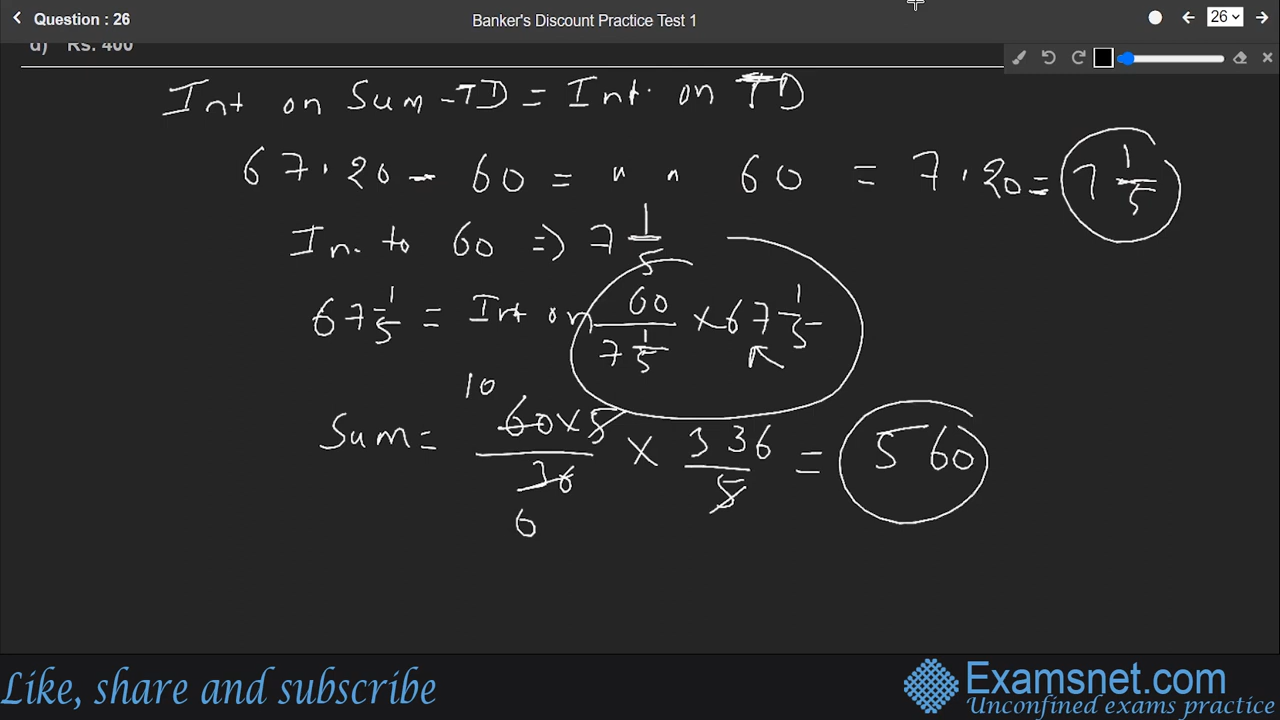 Question : 26
Banker's Discount Practice Test 1
26
d) Rs. 400
Int on Sum - TD = Int. on TD
67.20 - 60 = " " 60 = 7.20 = 7 1/5
In. to 60 => 7 1/5
67 1/5 = Int on 60 / 7 1/5 × 67 1/5
10
Sum = 60×5 / 36 × 336 / 5 = 560
6
Like, share and subscribe
Examsnet.com
Unconfined exams practice